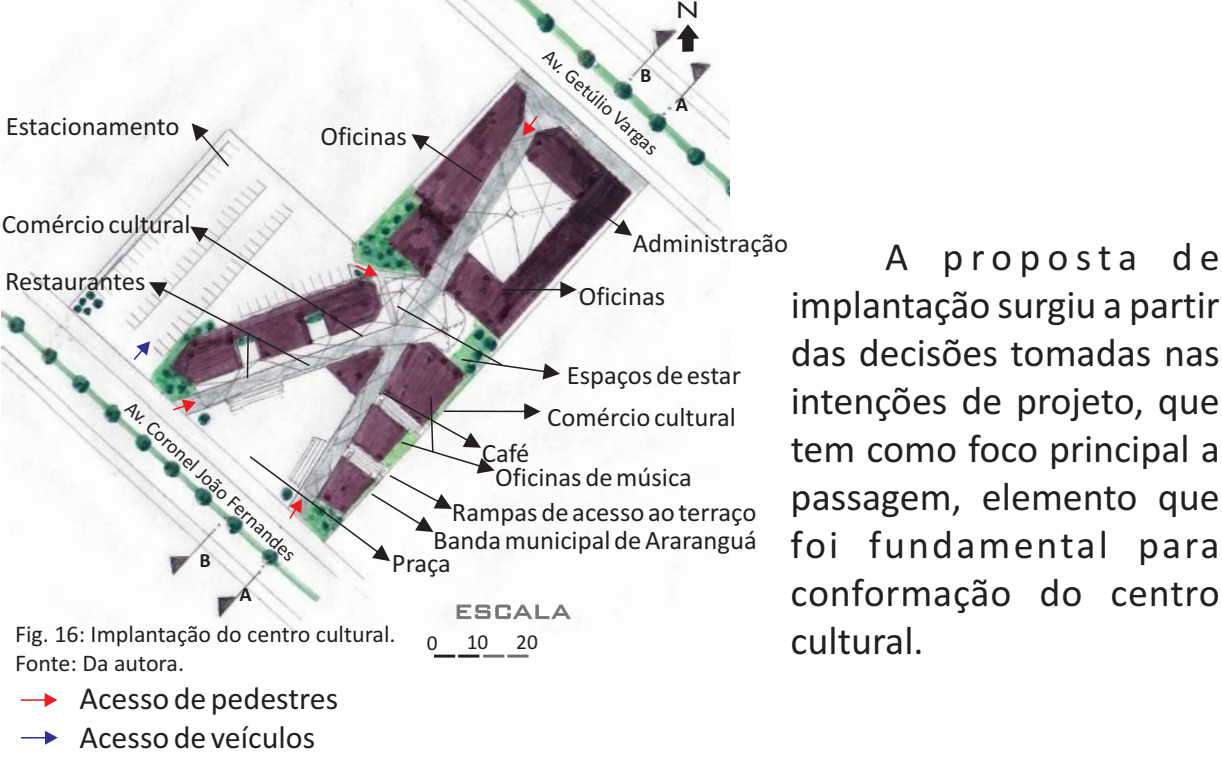 N
Av. Getúlio Vargas
B
A
Estacionamento
Oficinas
Comércio cultural
Administração
Restaurantes
Oficinas
Espaços de estar
Comércio cultural
Av. Coronel João Fernandes
Café
Oficinas de música
Rampas de acesso ao terraço
Banda municipal de Araranguá
Praça
B
A
ESCALA
0 10 20
Fig. 16: Implantação do centro cultural.
Fonte: Da autora.
Acesso de pedestres
Acesso de veículos
A proposta de
implantação surgiu a partir
das decisões tomadas nas
intenções de projeto, que
tem como foco principal a
passagem, elemento que
foi fundamental para
conformação do centro
cultural.